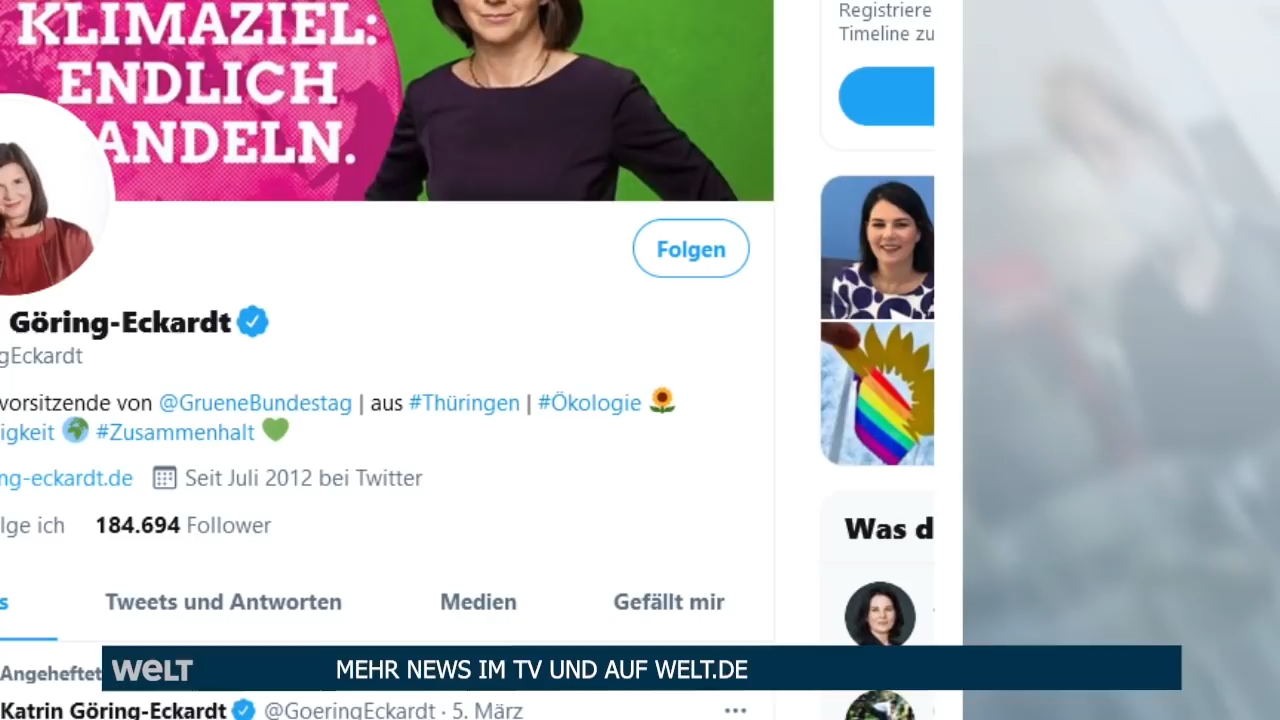 KLIMAZIEL:
ENDLICH
ANDELN.
Registriere
Timeline zu
Folgen
Göring-Eckardt
gEckardt
vorsitzende von @GrueneBundestag | aus #Thüringen | #Ökologie 🌻
igkeit 🌍 #Zusammenhalt 💚
ng-eckardt.de Seit Juli 2012 bei Twitter
lge ich 184.694 Follower
Was d
s Tweets und Antworten Medien Gefällt mir
Angeheftet
welt MEHR NEWS IM TV UND AUF WELT.DE
Katrin Göring-Eckardt @GoeringEckardt · 5. März